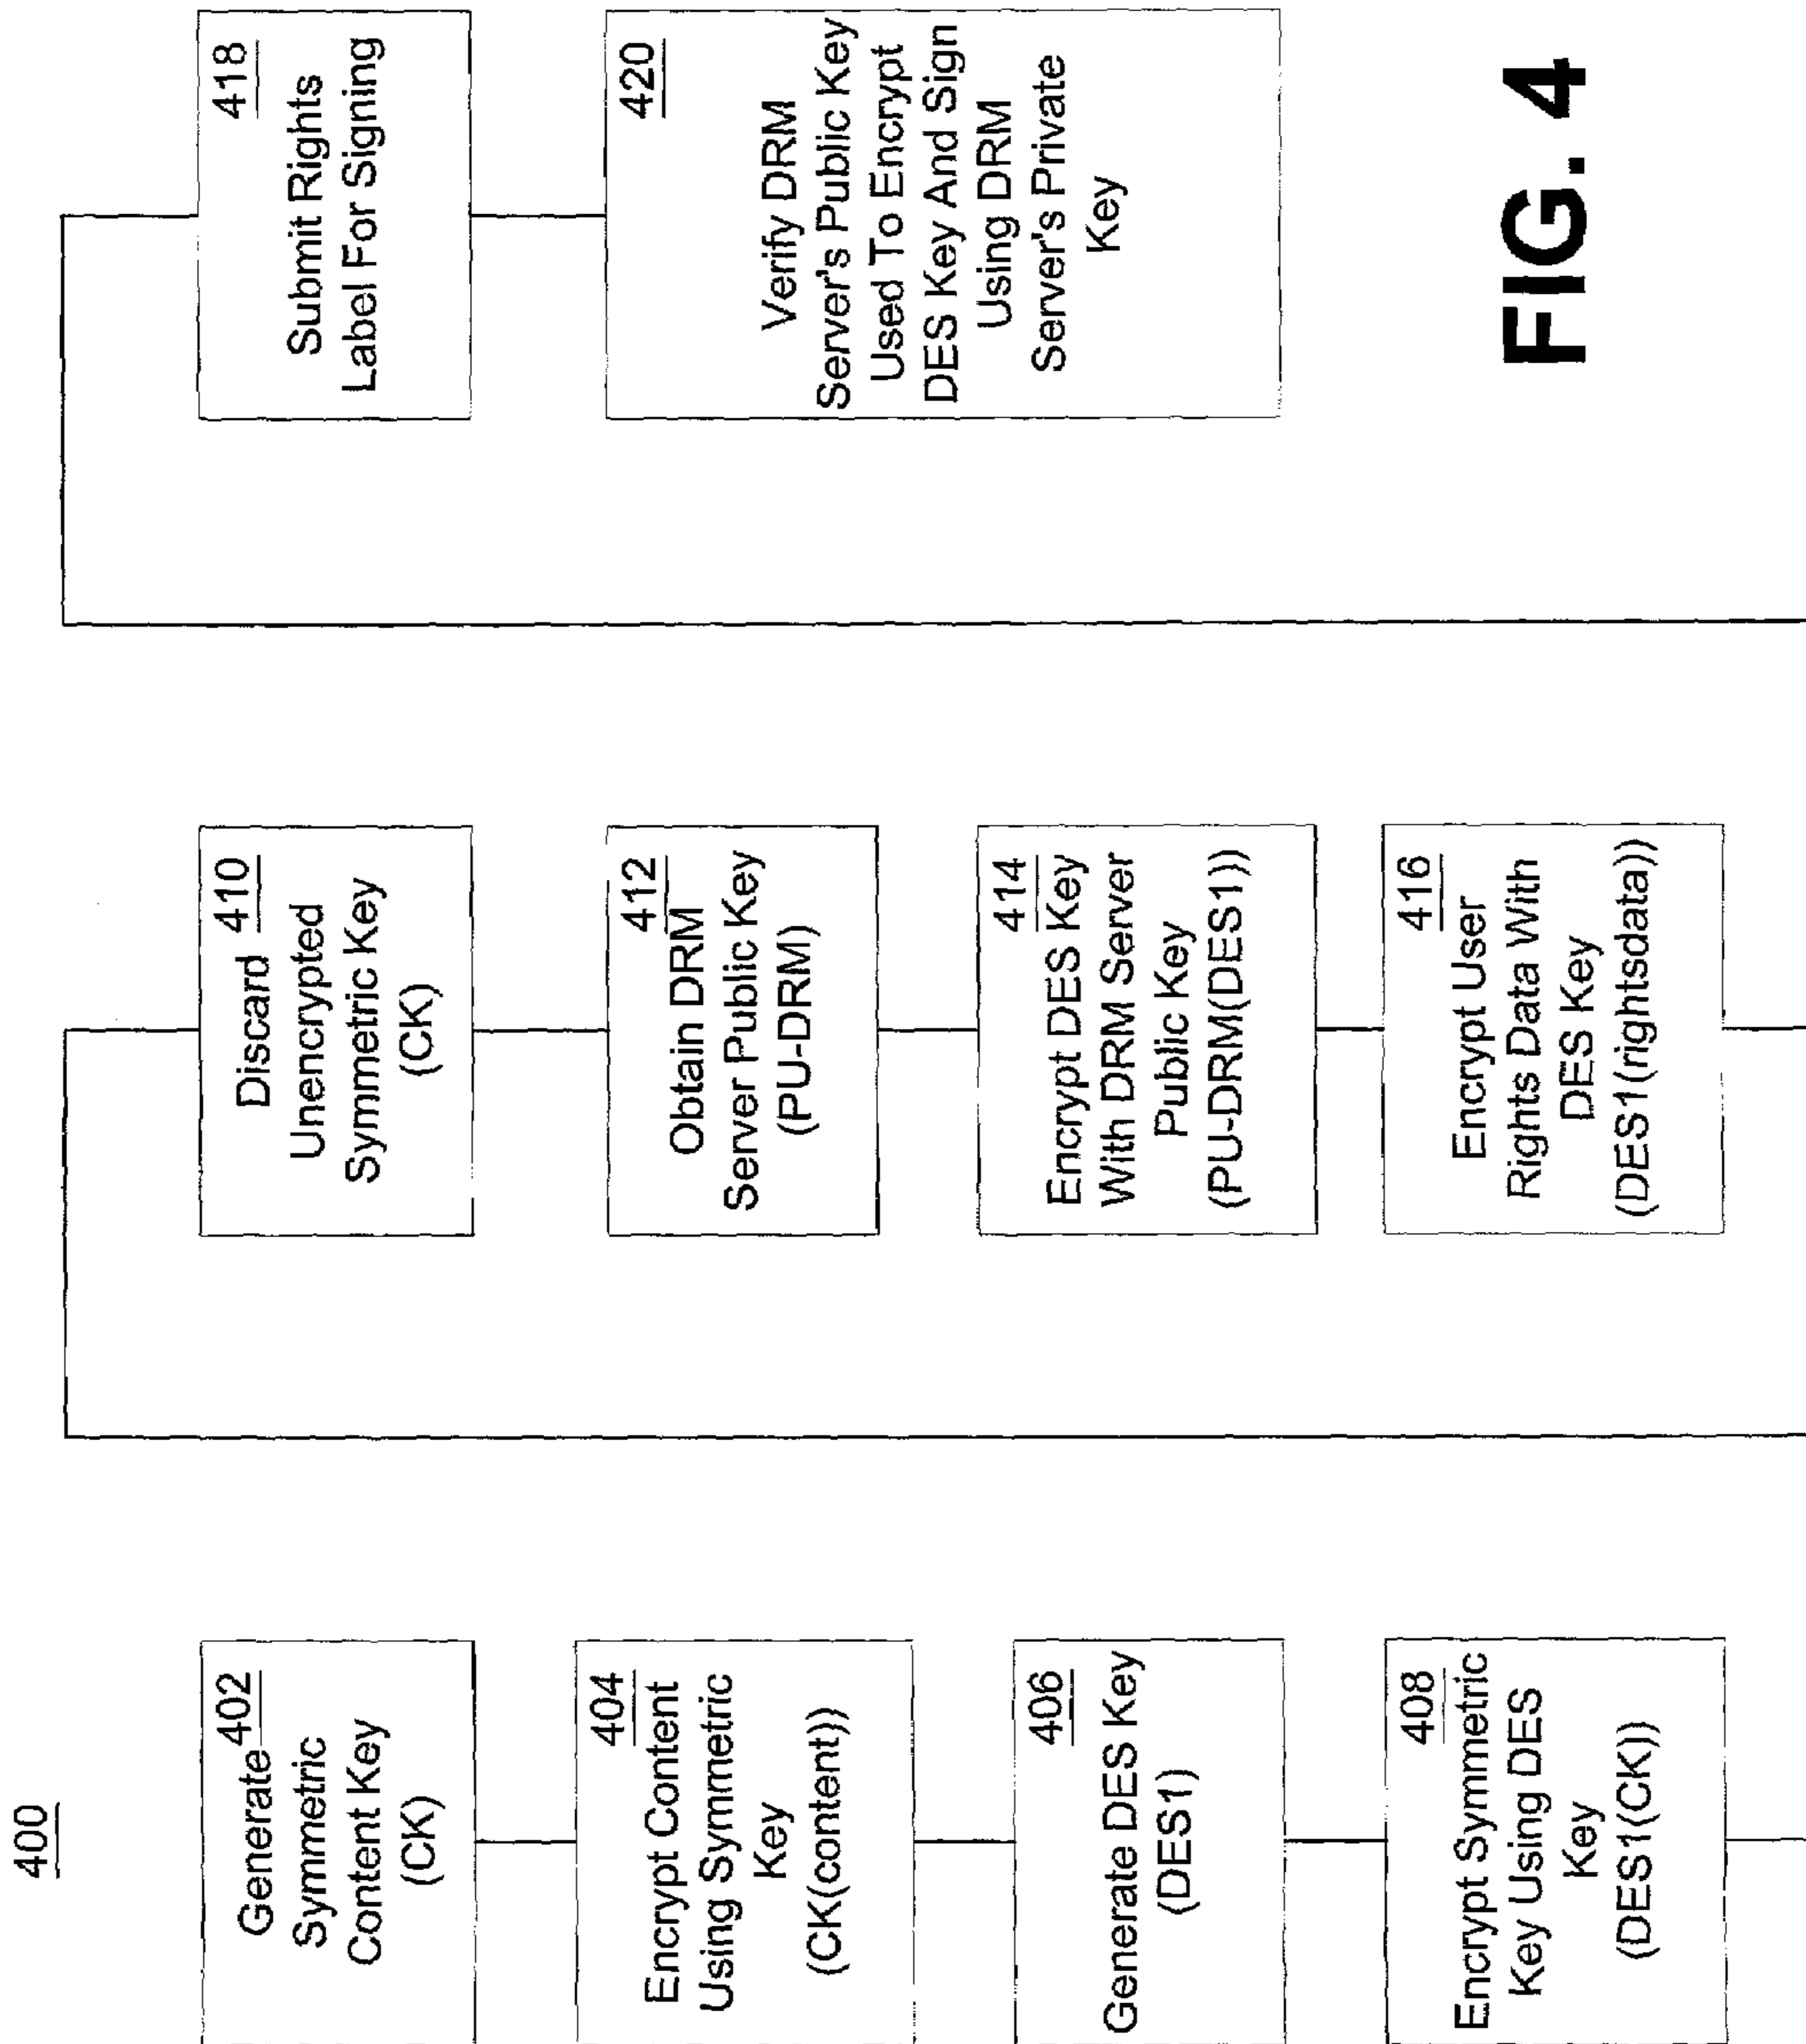 400
402
Generate
Symmetric
Content Key
(CK)
404
Encrypt Content
Using Symmetric
Key
(CK(content))
406
Generate DES Key
(DES1)
408
Encrypt Symmetric
Key Using DES
Key
(DES1(CK))
410
Discard
Unencrypted
Symmetric Key
(CK)
412
Obtain DRM
Server Public Key
(PU-DRM)
414
Encrypt DES Key
With DRM Server
Public Key
(PU-DRM(DES1))
416
Encrypt User
Rights Data With
DES Key
(DES1(rightsdata))
418
Submit Rights
Label For Signing
420
Verify DRM
Server's Public Key
Used To Encrypt
DES Key And Sign
Using DRM
Server's Private
Key
FIG. 4